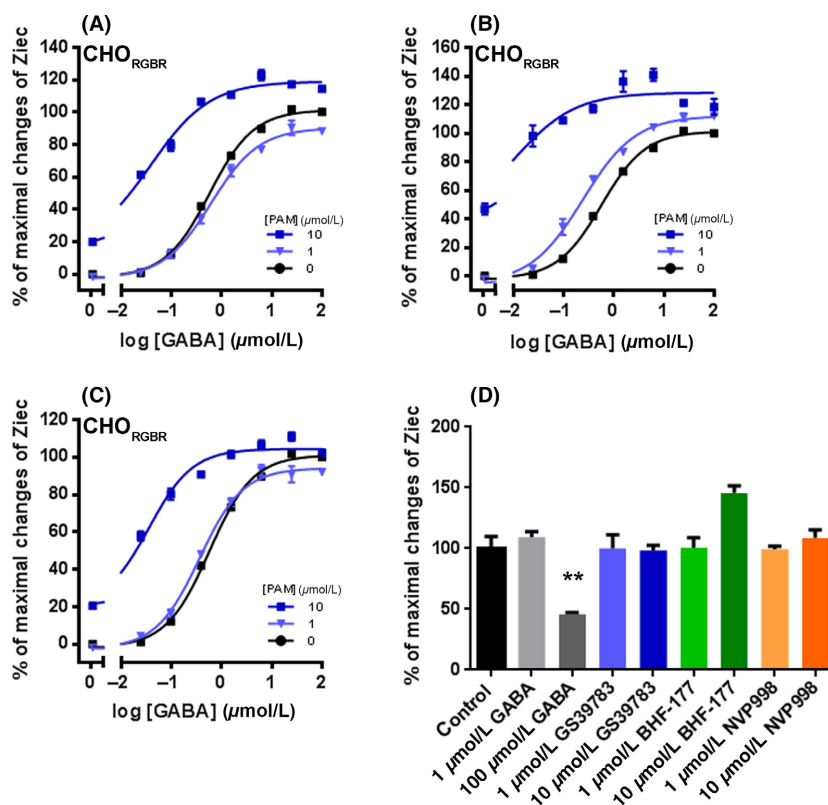 (A)
CHO RGBR
% of maximal changes of Ziec
140
120
100
80
60
40
20
0
[PAM] (µmol/L)
10
1
0
0 –2 –1 0 1 2
log [GABA] (µmol/L)
(B)
CHO RGBR
% of maximal changes of Ziec
160
140
120
100
80
60
40
20
0
[PAM] (µmol/L)
10
1
0
0 –2 –1 0 1 2
log [GABA] (µmol/L)
(C)
CHO RGBR
% of maximal changes of Ziec
120
100
80
60
40
20
0
[PAM] (µmol/L)
10
1
0
0 –2 –1 0 1 2
log [GABA] (µmol/L)
(D)
% of maximal changes of Ziec
200
150
100
50
0
**
Control
1 µmol/L GABA
100 µmol/L GABA
1 µmol/L GS39783
10 µmol/L GS39783
1 µmol/L BHF-177
10 µmol/L BHF-177
1 µmol/L NVP998
10 µmol/L NVP998